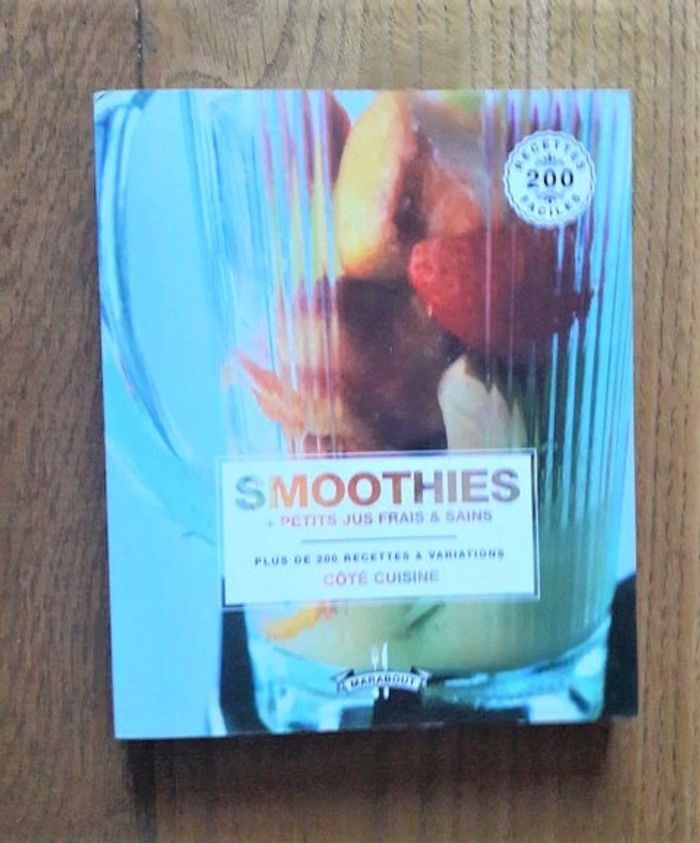 RECETTES
200
FACILES
SMOOTHIES
+ PETITS JUS FRAIS & SAINS
PLUS DE 200 RECETTES & VARIATIONS
CÔTÉ CUISINE
MARABOUT